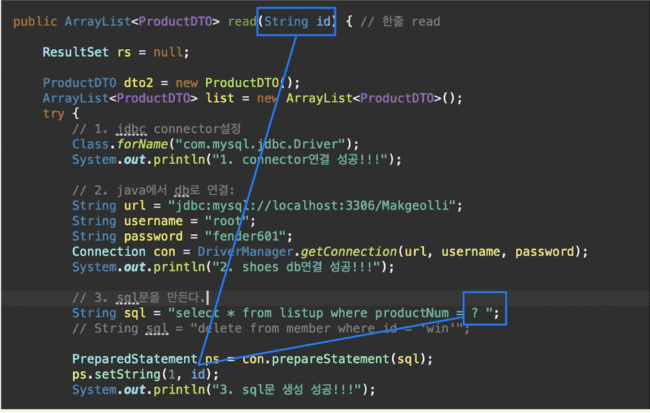 public ArrayList<ProductDTO> read(String id) { // 한줄 read
ResultSet rs = null;
ProductDTO dto2 = new ProductDTO();
ArrayList<ProductDTO> list = new ArrayList<ProductDTO>();
try {
// 1. jdbc connector설정
Class.forName("com.mysql.jdbc.Driver");
System.out.println("1. connector연결 성공!!!");
// 2. java에서 db로 연결:
String url = "jdbc:mysql://localhost:3306/Makgeolli";
String username = "root";
String password = "fender601";
Connection con = DriverManager.getConnection(url, username, password);
System.out.println("2. shoes db연결 성공!!!");
// 3. sql문을 만든다.
String sql = "select * from listup where productNum = ? ";
// String sql = "delete from member where id = 'win'";
PreparedStatement ps = con.prepareStatement(sql);
ps.setString(1, id);
System.out.println("3. sql문 생성 성공!!!");